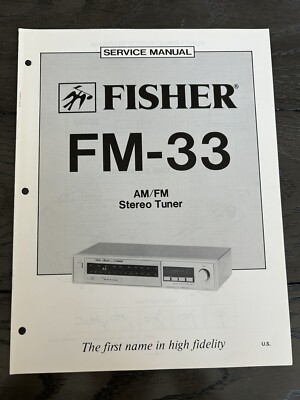 SERVICE MANUAL
FISHER®
FM-33
AM/FM
Stereo Tuner
The first name in high fidelity
U.S.